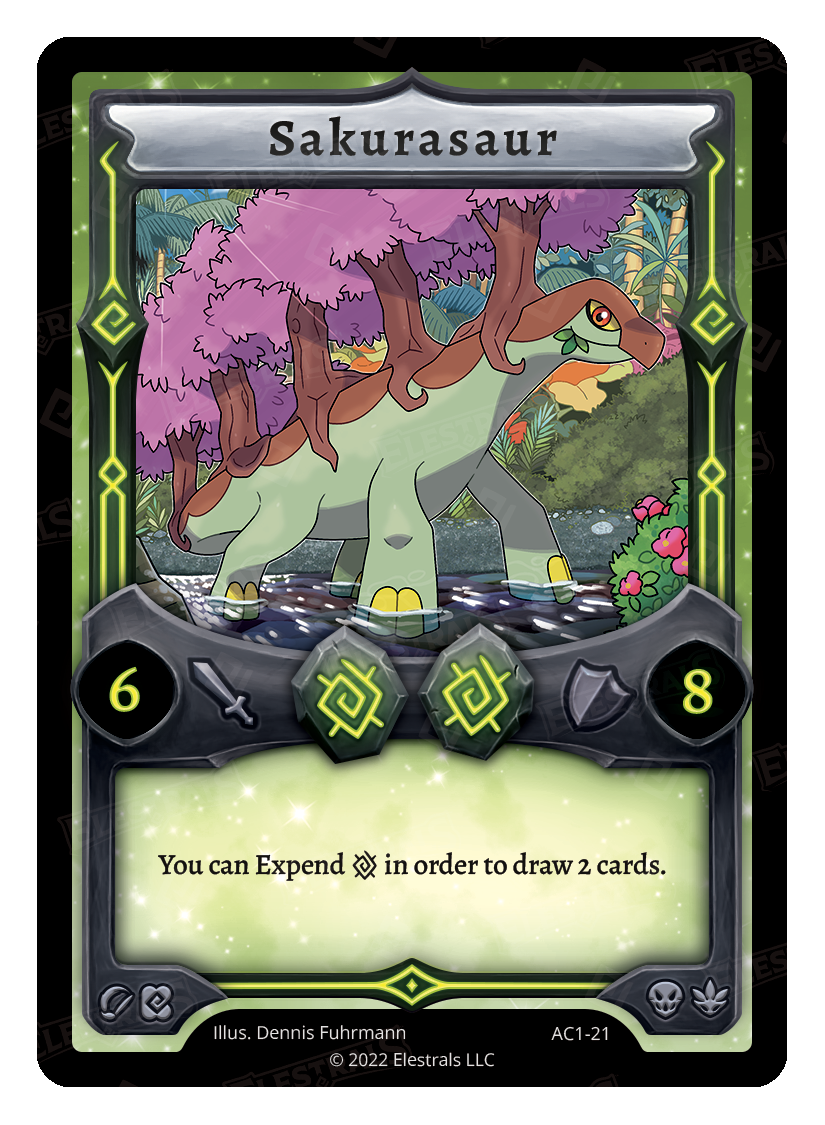 Sakurasaur
6 8
You can Expend in order to draw 2 cards.
Illus. Dennis Fuhrmann AC1-21
© 2022 Elestrals LLC